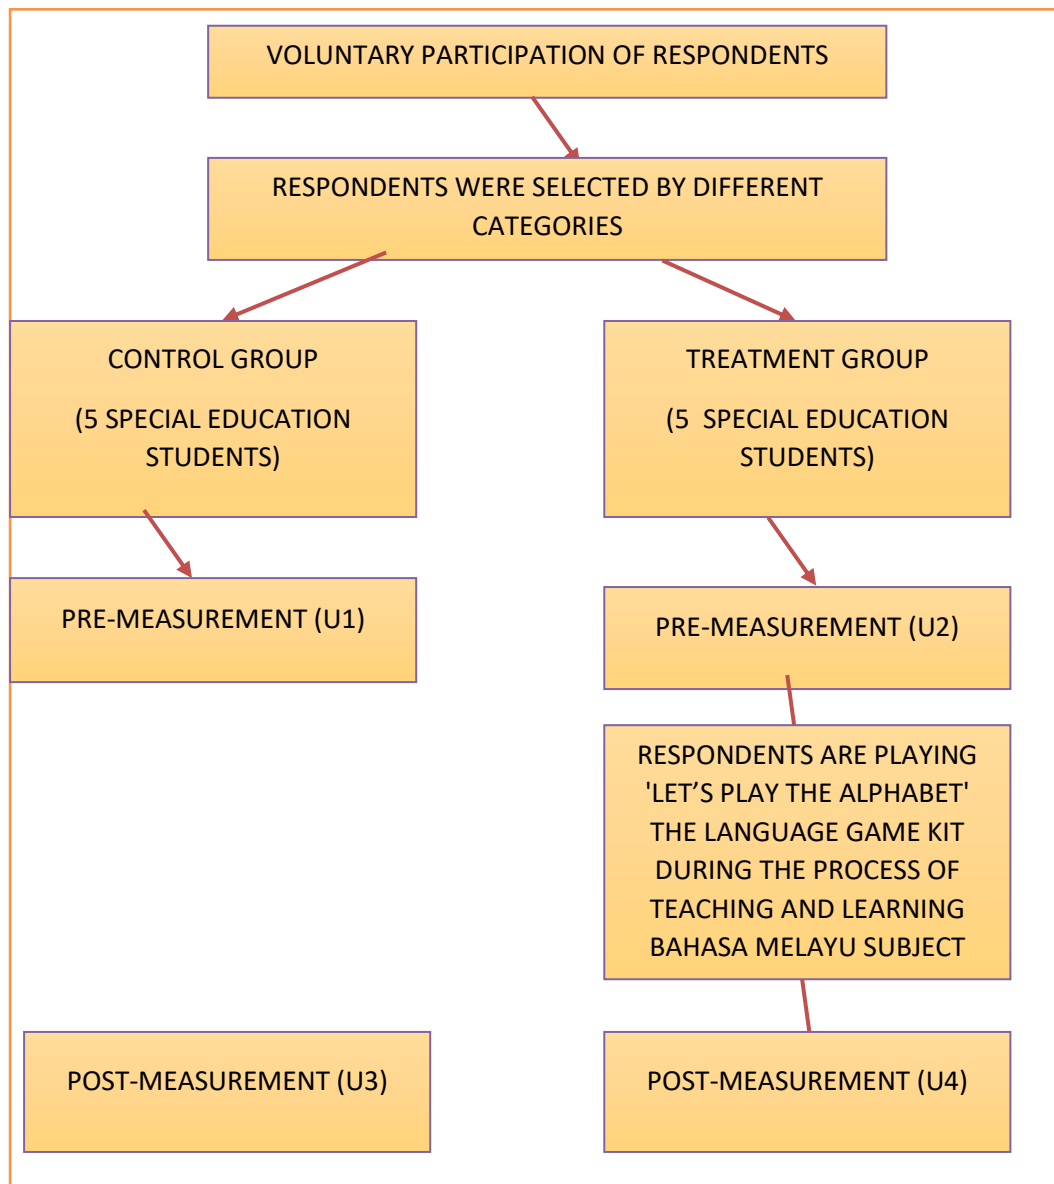 VOLUNTARY PARTICIPATION OF RESPONDENTS
RESPONDENTS WERE SELECTED BY DIFFERENT
CATEGORIES
CONTROL GROUP
(5 SPECIAL EDUCATION
STUDENTS)
TREATMENT GROUP
(5 SPECIAL EDUCATION
STUDENTS)
PRE-MEASUREMENT (U1)
PRE-MEASUREMENT (U2)
RESPONDENTS ARE PLAYING
'LET’S PLAY THE ALPHABET'
THE LANGUAGE GAME KIT
DURING THE PROCESS OF
TEACHING AND LEARNING
BAHASA MELAYU SUBJECT
POST-MEASUREMENT (U3)
POST-MEASUREMENT (U4)